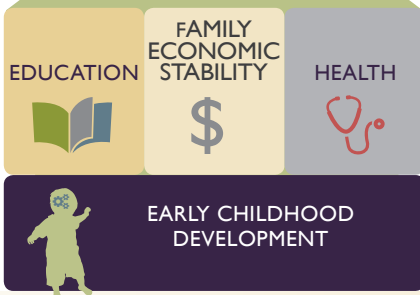 EDUCATION
FAMILY
ECONOMIC
STABILITY
$
HEALTH
EARLY CHILDHOOD
DEVELOPMENT